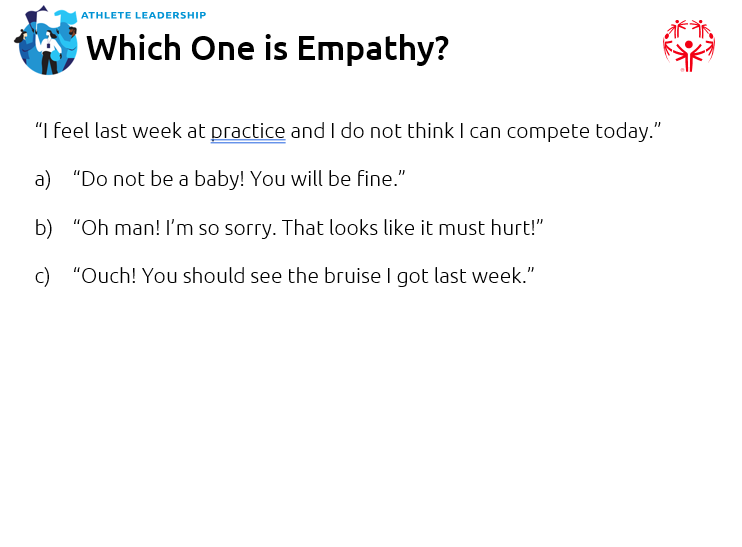 ATHLETE LEADERSHIP
Which One is Empathy?
“I feel last week at practice and I do not think I can compete today.”
a) “Do not be a baby! You will be fine.”
b) “Oh man! I’m so sorry. That looks like it must hurt!”
c) “Ouch! You should see the bruise I got last week.”